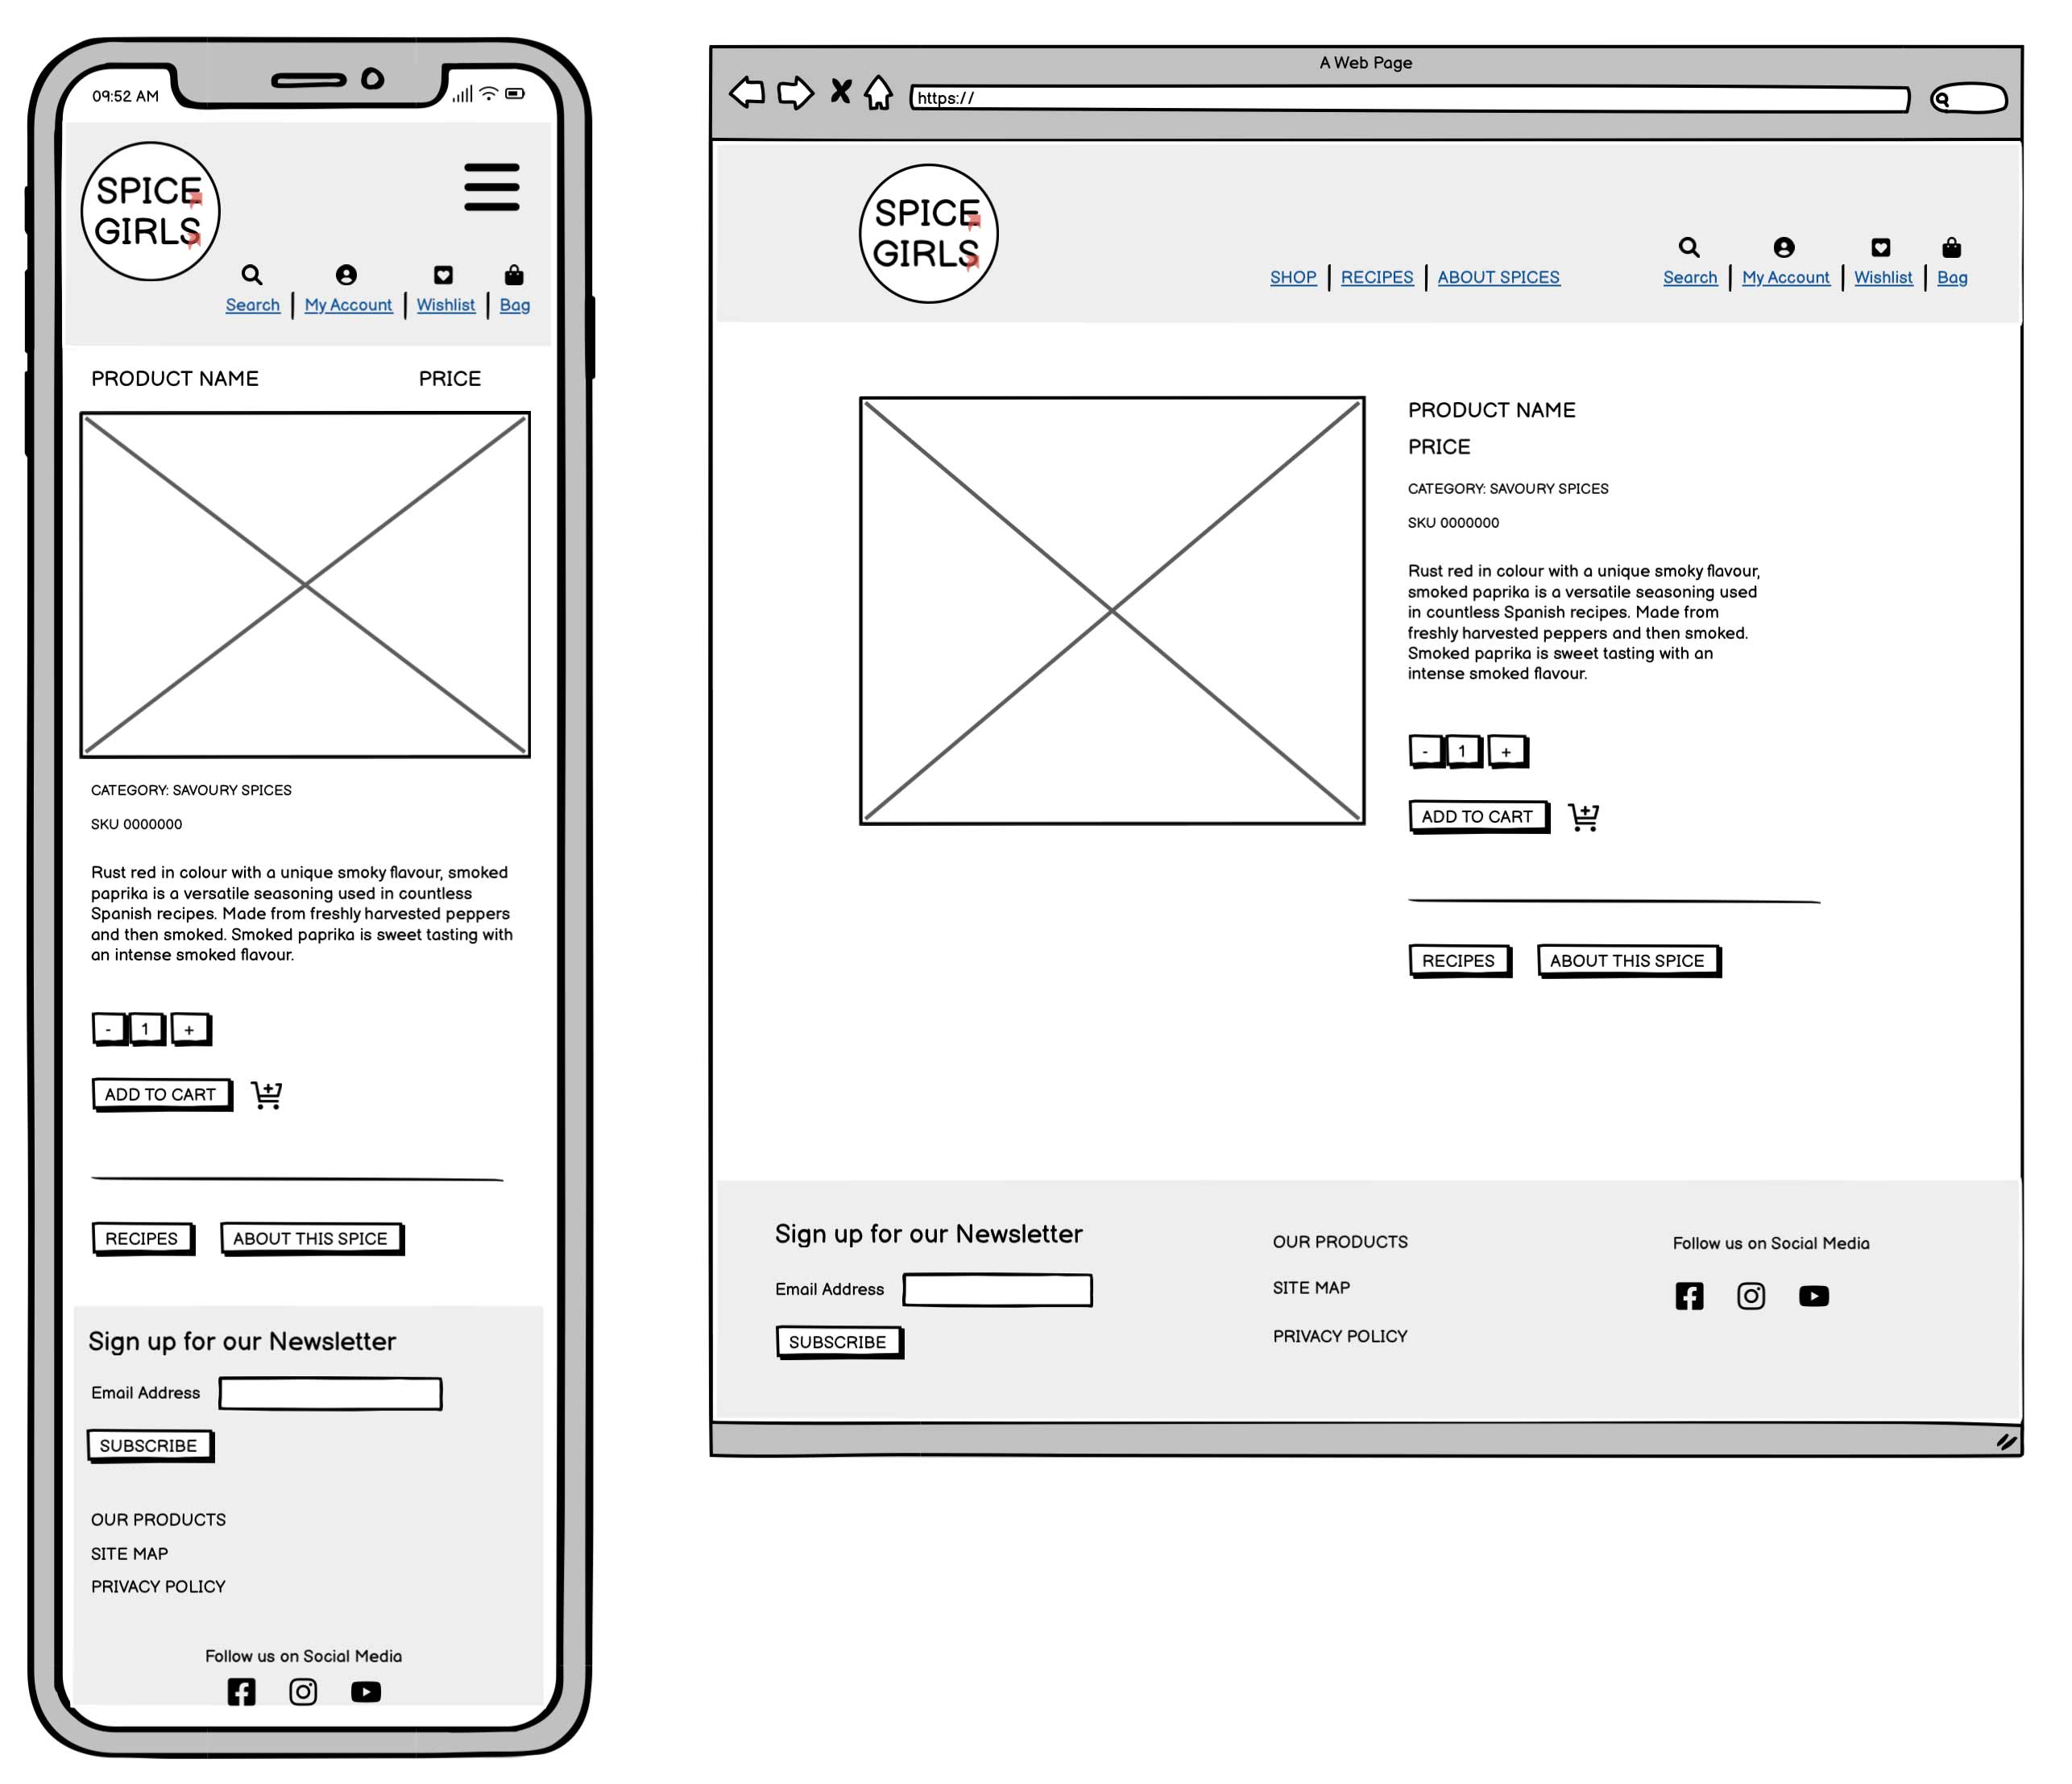 09:52 AM
SPICE
GIRLS
Search
My Account
Wishlist
Bag
PRODUCT NAME
PRICE
CATEGORY: SAVOURY SPICES
SKU 0000000
Rust red in colour with a unique smoky flavour, smoked
paprika is a versatile seasoning used in countless
Spanish recipes. Made from freshly harvested peppers
and then smoked. Smoked paprika is sweet tasting with
an intense smoked flavour.
- 1 +
ADD TO CART
RECIPES
ABOUT THIS SPICE
Sign up for our Newsletter
Email Address
SUBSCRIBE
OUR PRODUCTS
SITE MAP
PRIVACY POLICY
Follow us on Social Media
A Web Page
https://
SPICE
GIRLS
SHOP
RECIPES
ABOUT SPICES
Search
My Account
Wishlist
Bag
PRODUCT NAME
PRICE
CATEGORY: SAVOURY SPICES
SKU 0000000
Rust red in colour with a unique smoky flavour,
smoked paprika is a versatile seasoning used
in countless Spanish recipes. Made from
freshly harvested peppers and then smoked.
Smoked paprika is sweet tasting with an
intense smoked flavour.
- 1 +
ADD TO CART
RECIPES
ABOUT THIS SPICE
Sign up for our Newsletter
Email Address
SUBSCRIBE
OUR PRODUCTS
SITE MAP
PRIVACY POLICY
Follow us on Social Media